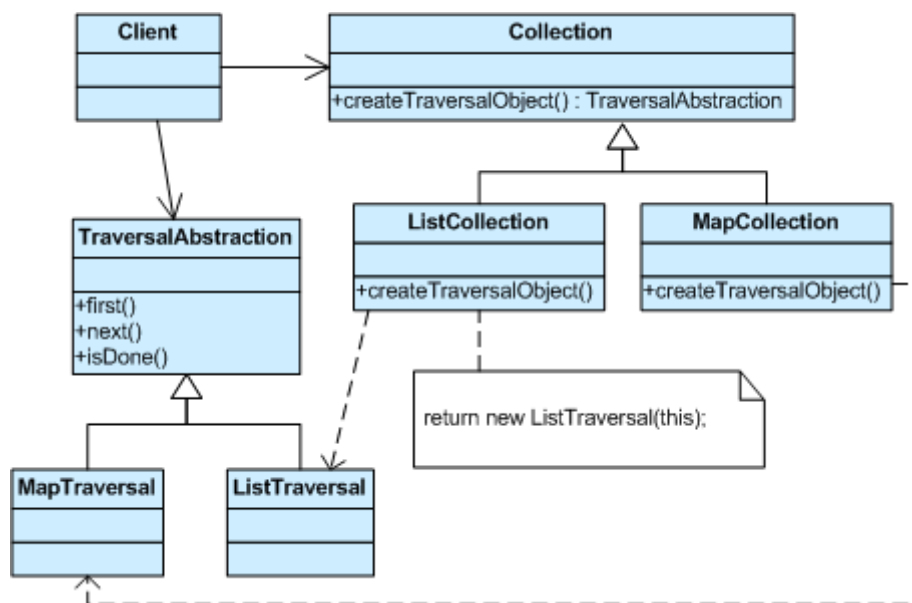 Client
Collection
+createTraversalObject() : TraversalAbstraction
TraversalAbstraction
+first()
+next()
+isDone()
ListCollection
+createTraversalObject()
MapCollection
+createTraversalObject()
return new ListTraversal(this);
MapTraversal
ListTraversal